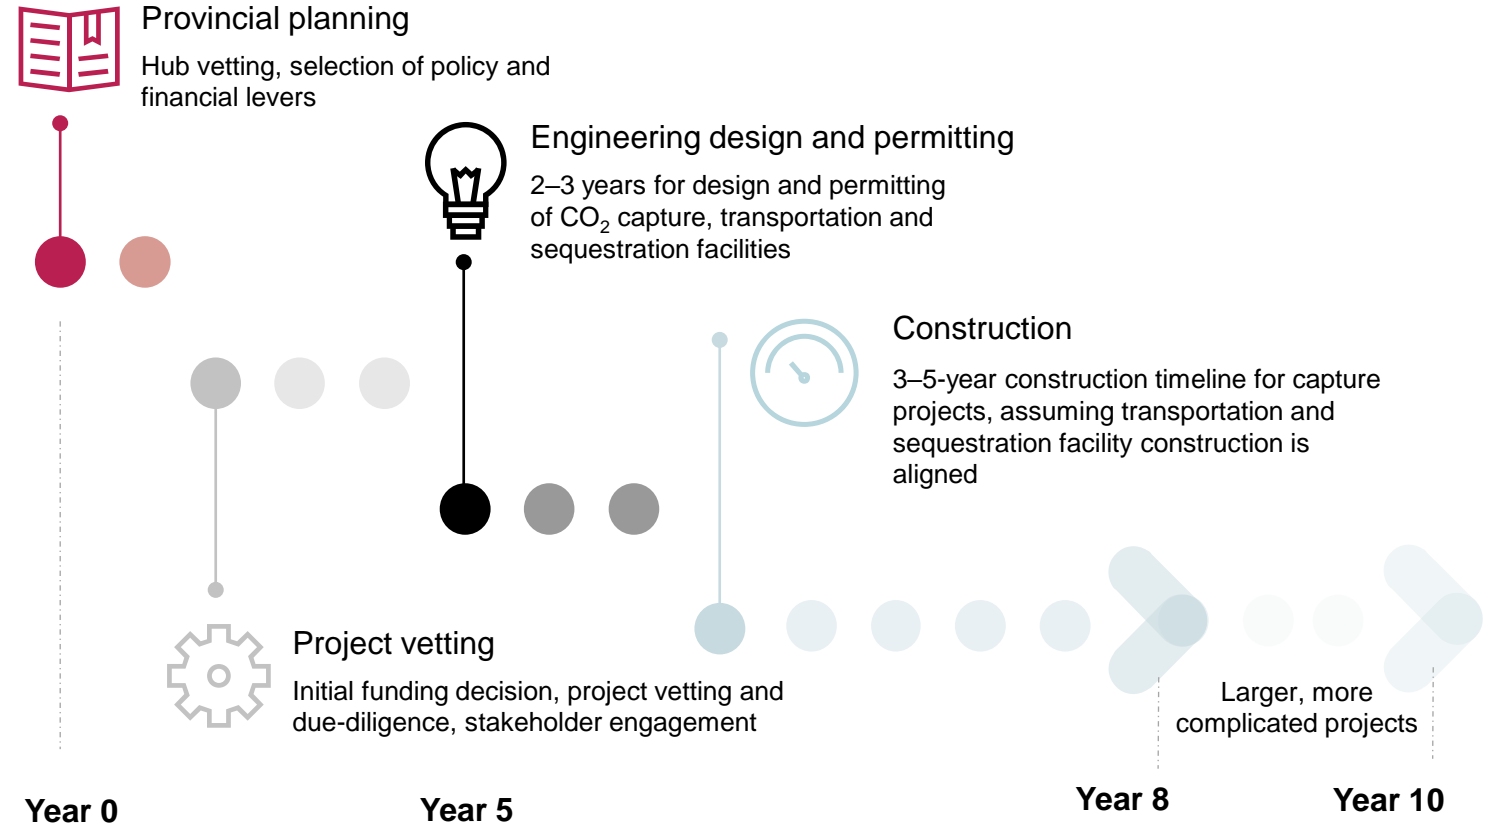 Provincial planning
Hub vetting, selection of policy and
financial levers
Engineering design and permitting
2–3 years for design and permitting
of CO₂ capture, transportation and
sequestration facilities
Construction
3–5-year construction timeline for capture
projects, assuming transportation and
sequestration facility construction is
aligned
Project vetting
Initial funding decision, project vetting and
due-diligence, stakeholder engagement
Larger, more
complicated projects
Year 0
Year 5
Year 8
Year 10